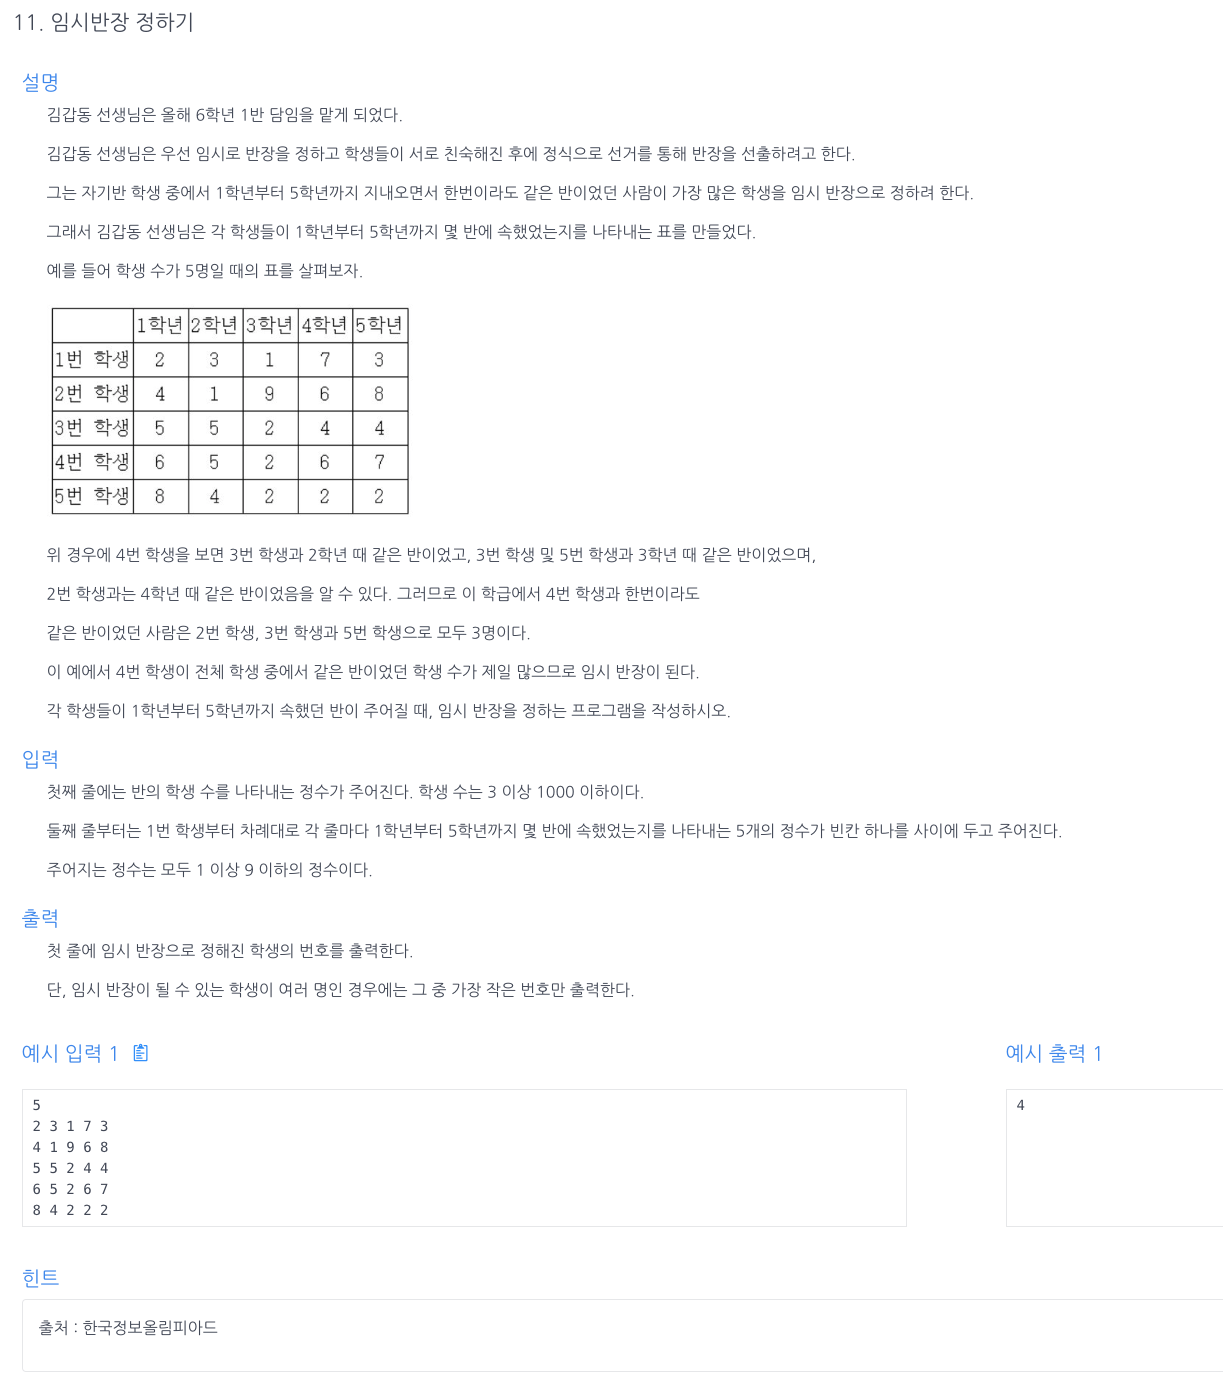 11. 임시반장 정하기
설명
김갑동 선생님은 올해 6학년 1반 담임을 맡게 되었다.
김갑동 선생님은 우선 임시로 반장을 정하고 학생들이 서로 친숙해진 후에 정식으로 선거를 통해 반장을 선출하려고 한다.
그는 자기반 학생 중에서 1학년부터 5학년까지 지내오면서 한번이라도 같은 반이었던 사람이 가장 많은 학생을 임시 반장으로 정하려 한다.
그래서 김갑동 선생님은 각 학생들이 1학년부터 5학년까지 몇 반에 속했었는지를 나타내는 표를 만들었다.
예를 들어 학생 수가 5명일 때의 표를 살펴보자.
1학년 2학년 3학년 4학년 5학년
1번 학생 2 3 1 7 3
2번 학생 4 1 9 6 8
3번 학생 5 5 2 4 4
4번 학생 6 5 2 6 7
5번 학생 8 4 2 2 2
위 경우에 4번 학생을 보면 3번 학생과 2학년 때 같은 반이었고, 3번 학생 및 5번 학생과 3학년 때 같은 반이었으며,
2번 학생과는 4학년 때 같은 반이었음을 알 수 있다. 그러므로 이 학급에서 4번 학생과 한번이라도
같은 반이었던 사람은 2번 학생, 3번 학생과 5번 학생으로 모두 3명이다.
이 예에서 4번 학생이 전체 학생 중에서 같은 반이었던 학생 수가 제일 많으므로 임시 반장이 된다.
각 학생들이 1학년부터 5학년까지 속했던 반이 주어질 때, 임시 반장을 정하는 프로그램을 작성하시오.
입력
첫째 줄에는 반의 학생 수를 나타내는 정수가 주어진다. 학생 수는 3 이상 1000 이하이다.
둘째 줄부터는 1번 학생부터 차례대로 각 줄마다 1학년부터 5학년까지 몇 반에 속했었는지를 나타내는 5개의 정수가 빈칸 하나를 사이에 두고 주어진다.
주어지는 정수는 모두 1 이상 9 이하의 정수이다.
출력
첫 줄에 임시 반장으로 정해진 학생의 번호를 출력한다.
단, 임시 반장이 될 수 있는 학생이 여러 명인 경우에는 그 중 가장 작은 번호만 출력한다.
예시 입력 1
5
2 3 1 7 3
4 1 9 6 8
5 5 2 4 4
6 5 2 6 7
8 4 2 2 2
예시 출력 1
4
힌트
출처 : 한국정보올림피아드